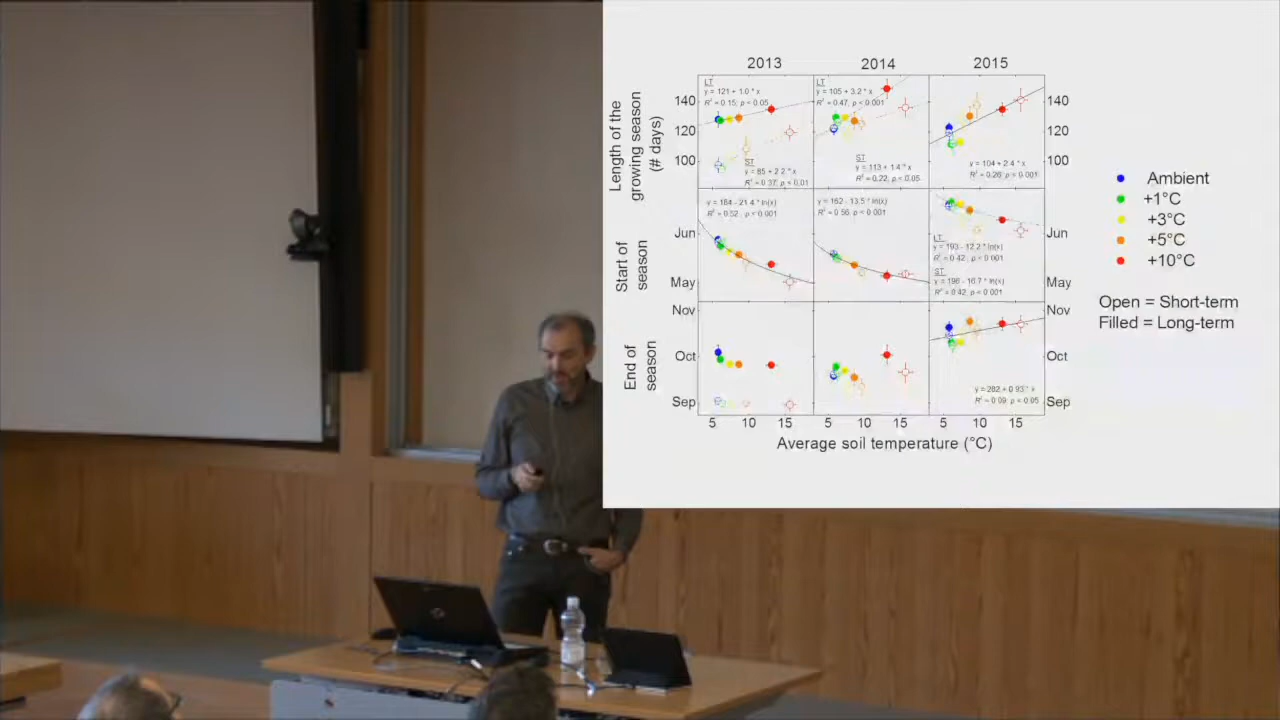 2013 2014 2015
Length of the
growing season
(# days)
140
120
100
LT
y = 121 + 1.0 * x
R² = 0.15; p < 0.05
ST
y = 85 + 2.2 * x
R² = 0.37; p < 0.01
LT
y = 105 + 3.2 * x
R² = 0.47, p < 0.001
ST
y = 113 + 1.4 * x
R² = 0.22, p < 0.05
y = 104 + 2.4 * x
R² = 0.26; p < 0.001
140
120
100
Start of
season
Jun
May
y = 184 - 21.4 * ln(x)
R² = 0.52, p < 0.001
y = 162 - 13.5 * ln(x)
R² = 0.56, p < 0.001
LT
y = 193 - 12.2 * ln(x)
R² = 0.42, p < 0.001
ST
y = 196 - 16.7 * ln(x)
R² = 0.42, p < 0.001
Jun
May
End of
season
Nov
Oct
Sep
y = 282 + 0.93 * x
R² = 0.09, p < 0.05
Nov
Oct
Sep
5 10 15 5 10 15 5 10 15
Average soil temperature (°C)
Ambient
+1°C
+3°C
+5°C
+10°C
Open = Short-term
Filled = Long-term